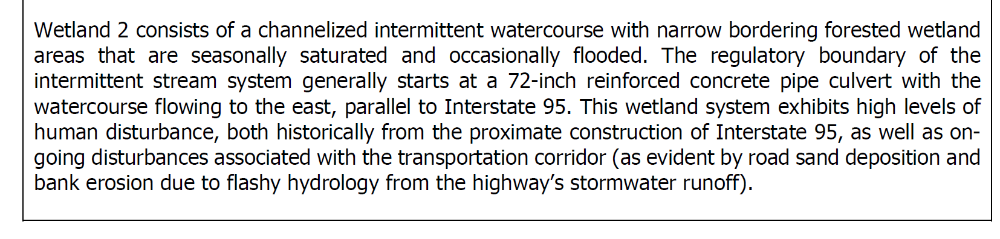 Wetland 2 consists of a channelized intermittent watercourse with narrow bordering forested wetland
areas that are seasonally saturated and occasionally flooded. The regulatory boundary of the
intermittent stream system generally starts at a 72-inch reinforced concrete pipe culvert with the
watercourse flowing to the east, parallel to Interstate 95. This wetland system exhibits high levels of
human disturbance, both historically from the proximate construction of Interstate 95, as well as on-
going disturbances associated with the transportation corridor (as evident by road sand deposition and
bank erosion due to flashy hydrology from the highway’s stormwater runoff).